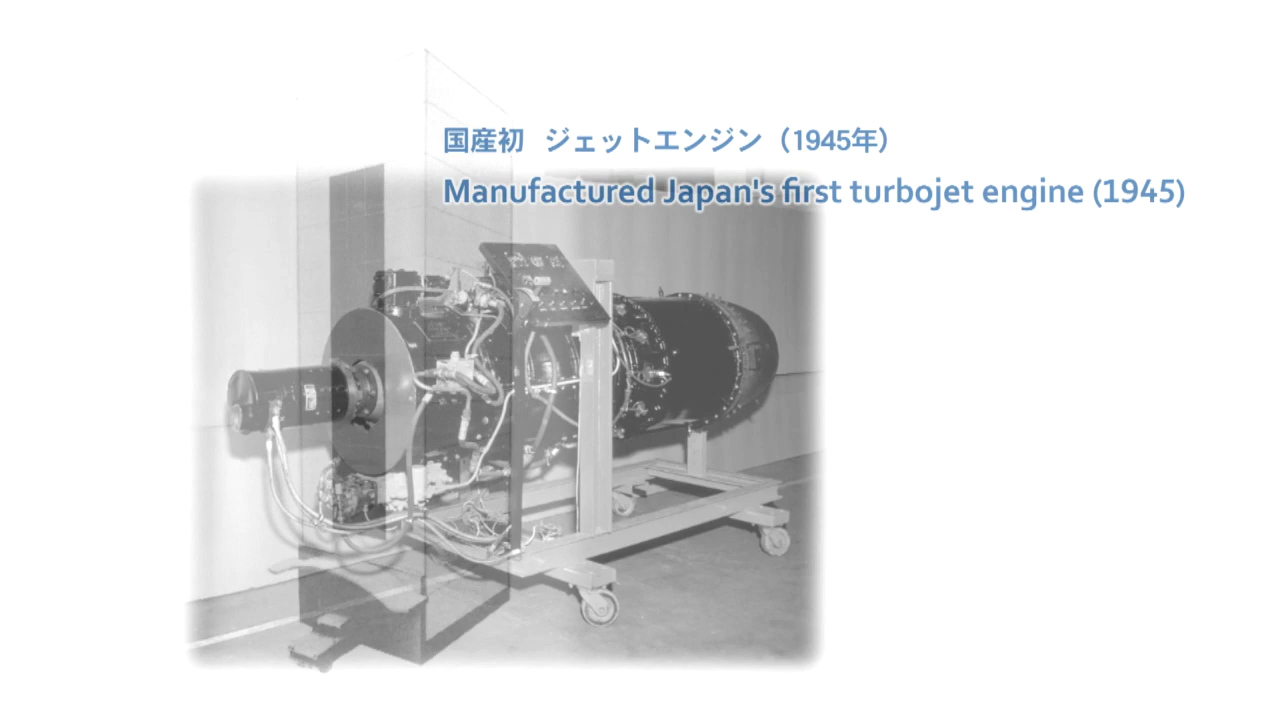 国産初 ジェットエンジン（1945年）
Manufactured Japan's first turbojet engine (1945)